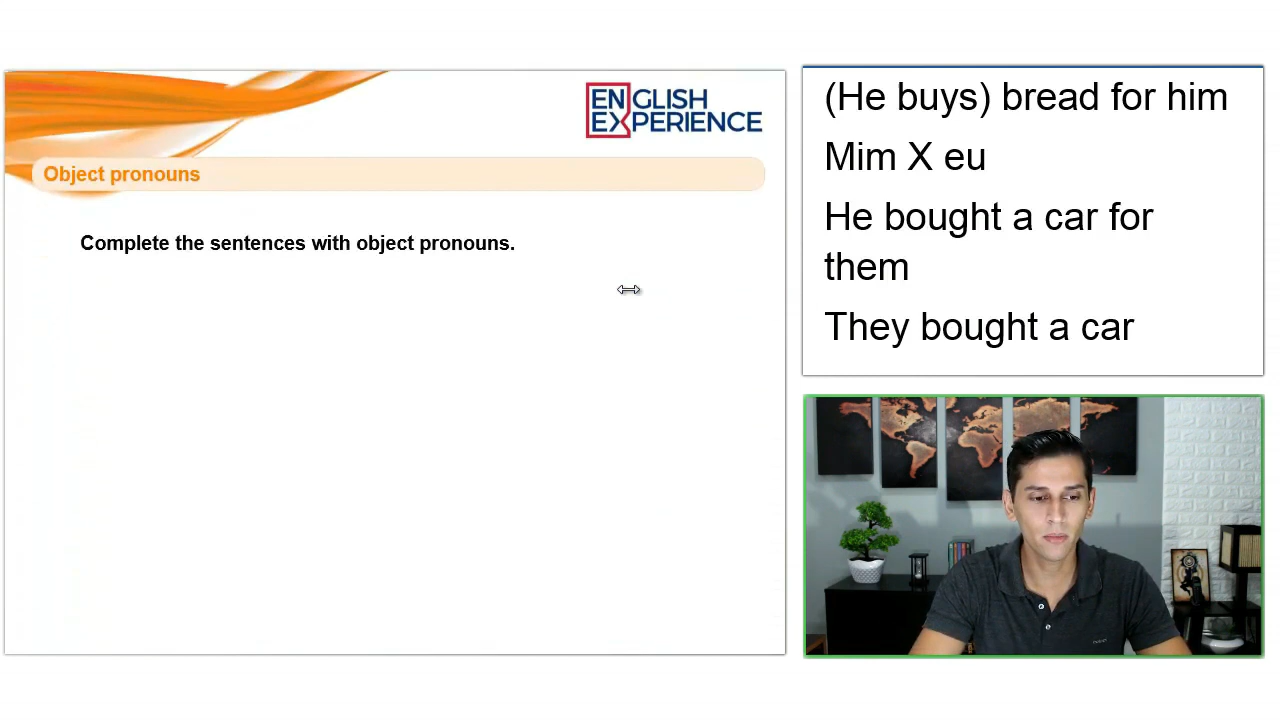 ENGLISH
EXPERIENCE
Object pronouns
Complete the sentences with object pronouns.
(He buys) bread for him
Mim X eu
He bought a car for
them
They bought a car